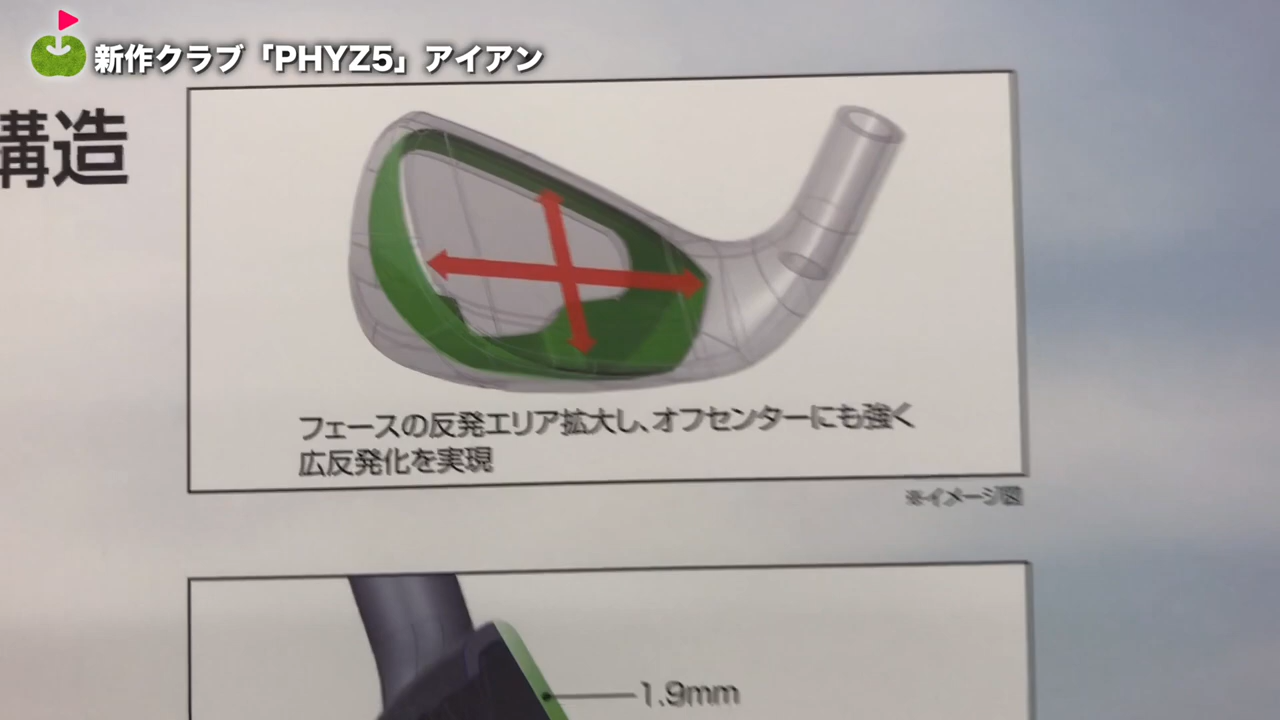 新作クラブ「PHYZ5」アイアン
構造
フェースの反発エリア拡大し、オフセンターにも強く
広反発化を実現
※イメージ図
1.9mm